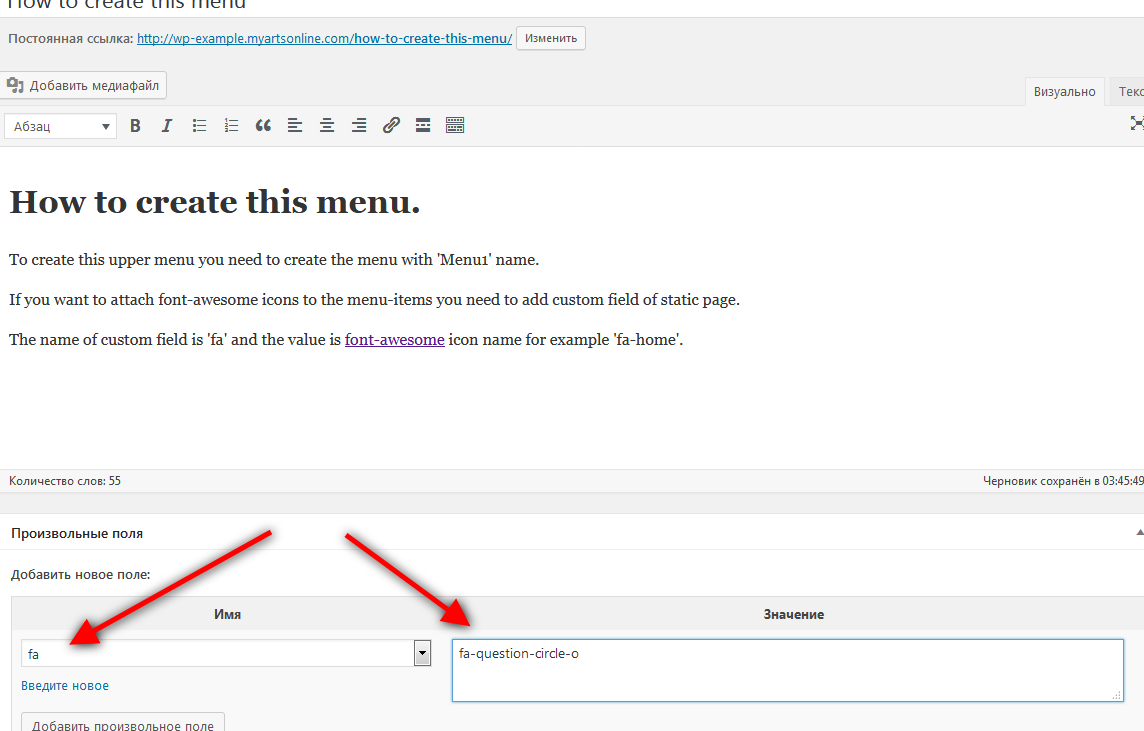 How to create this menu
Постоянная ссылка: http://wp-example.myartsonline.com/how-to-create-this-menu/ Изменить
Добавить медиафайл
Визуально Текс
Абзац
How to create this menu.
To create this upper menu you need to create the menu with 'Menu1' name.
If you want to attach font-awesome icons to the menu-items you need to add custom field of static page.
The name of custom field is 'fa' and the value is font-awesome icon name for example 'fa-home'.
Количество слов: 55 Черновик сохранён в 03:45:49
Произвольные поля
Добавить новое поле:
Имя Значение
fa fa-question-circle-o
Введите новое
Добавить произвольное поле